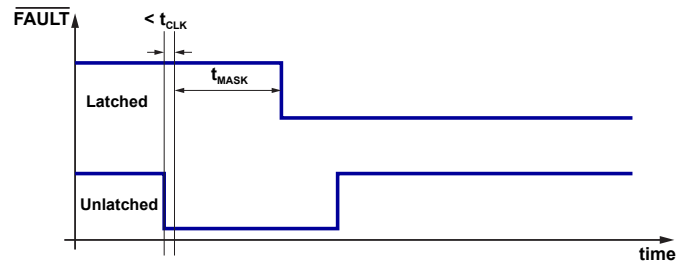 FAULT
< tCLK
tMASK
Latched
Unlatched
time